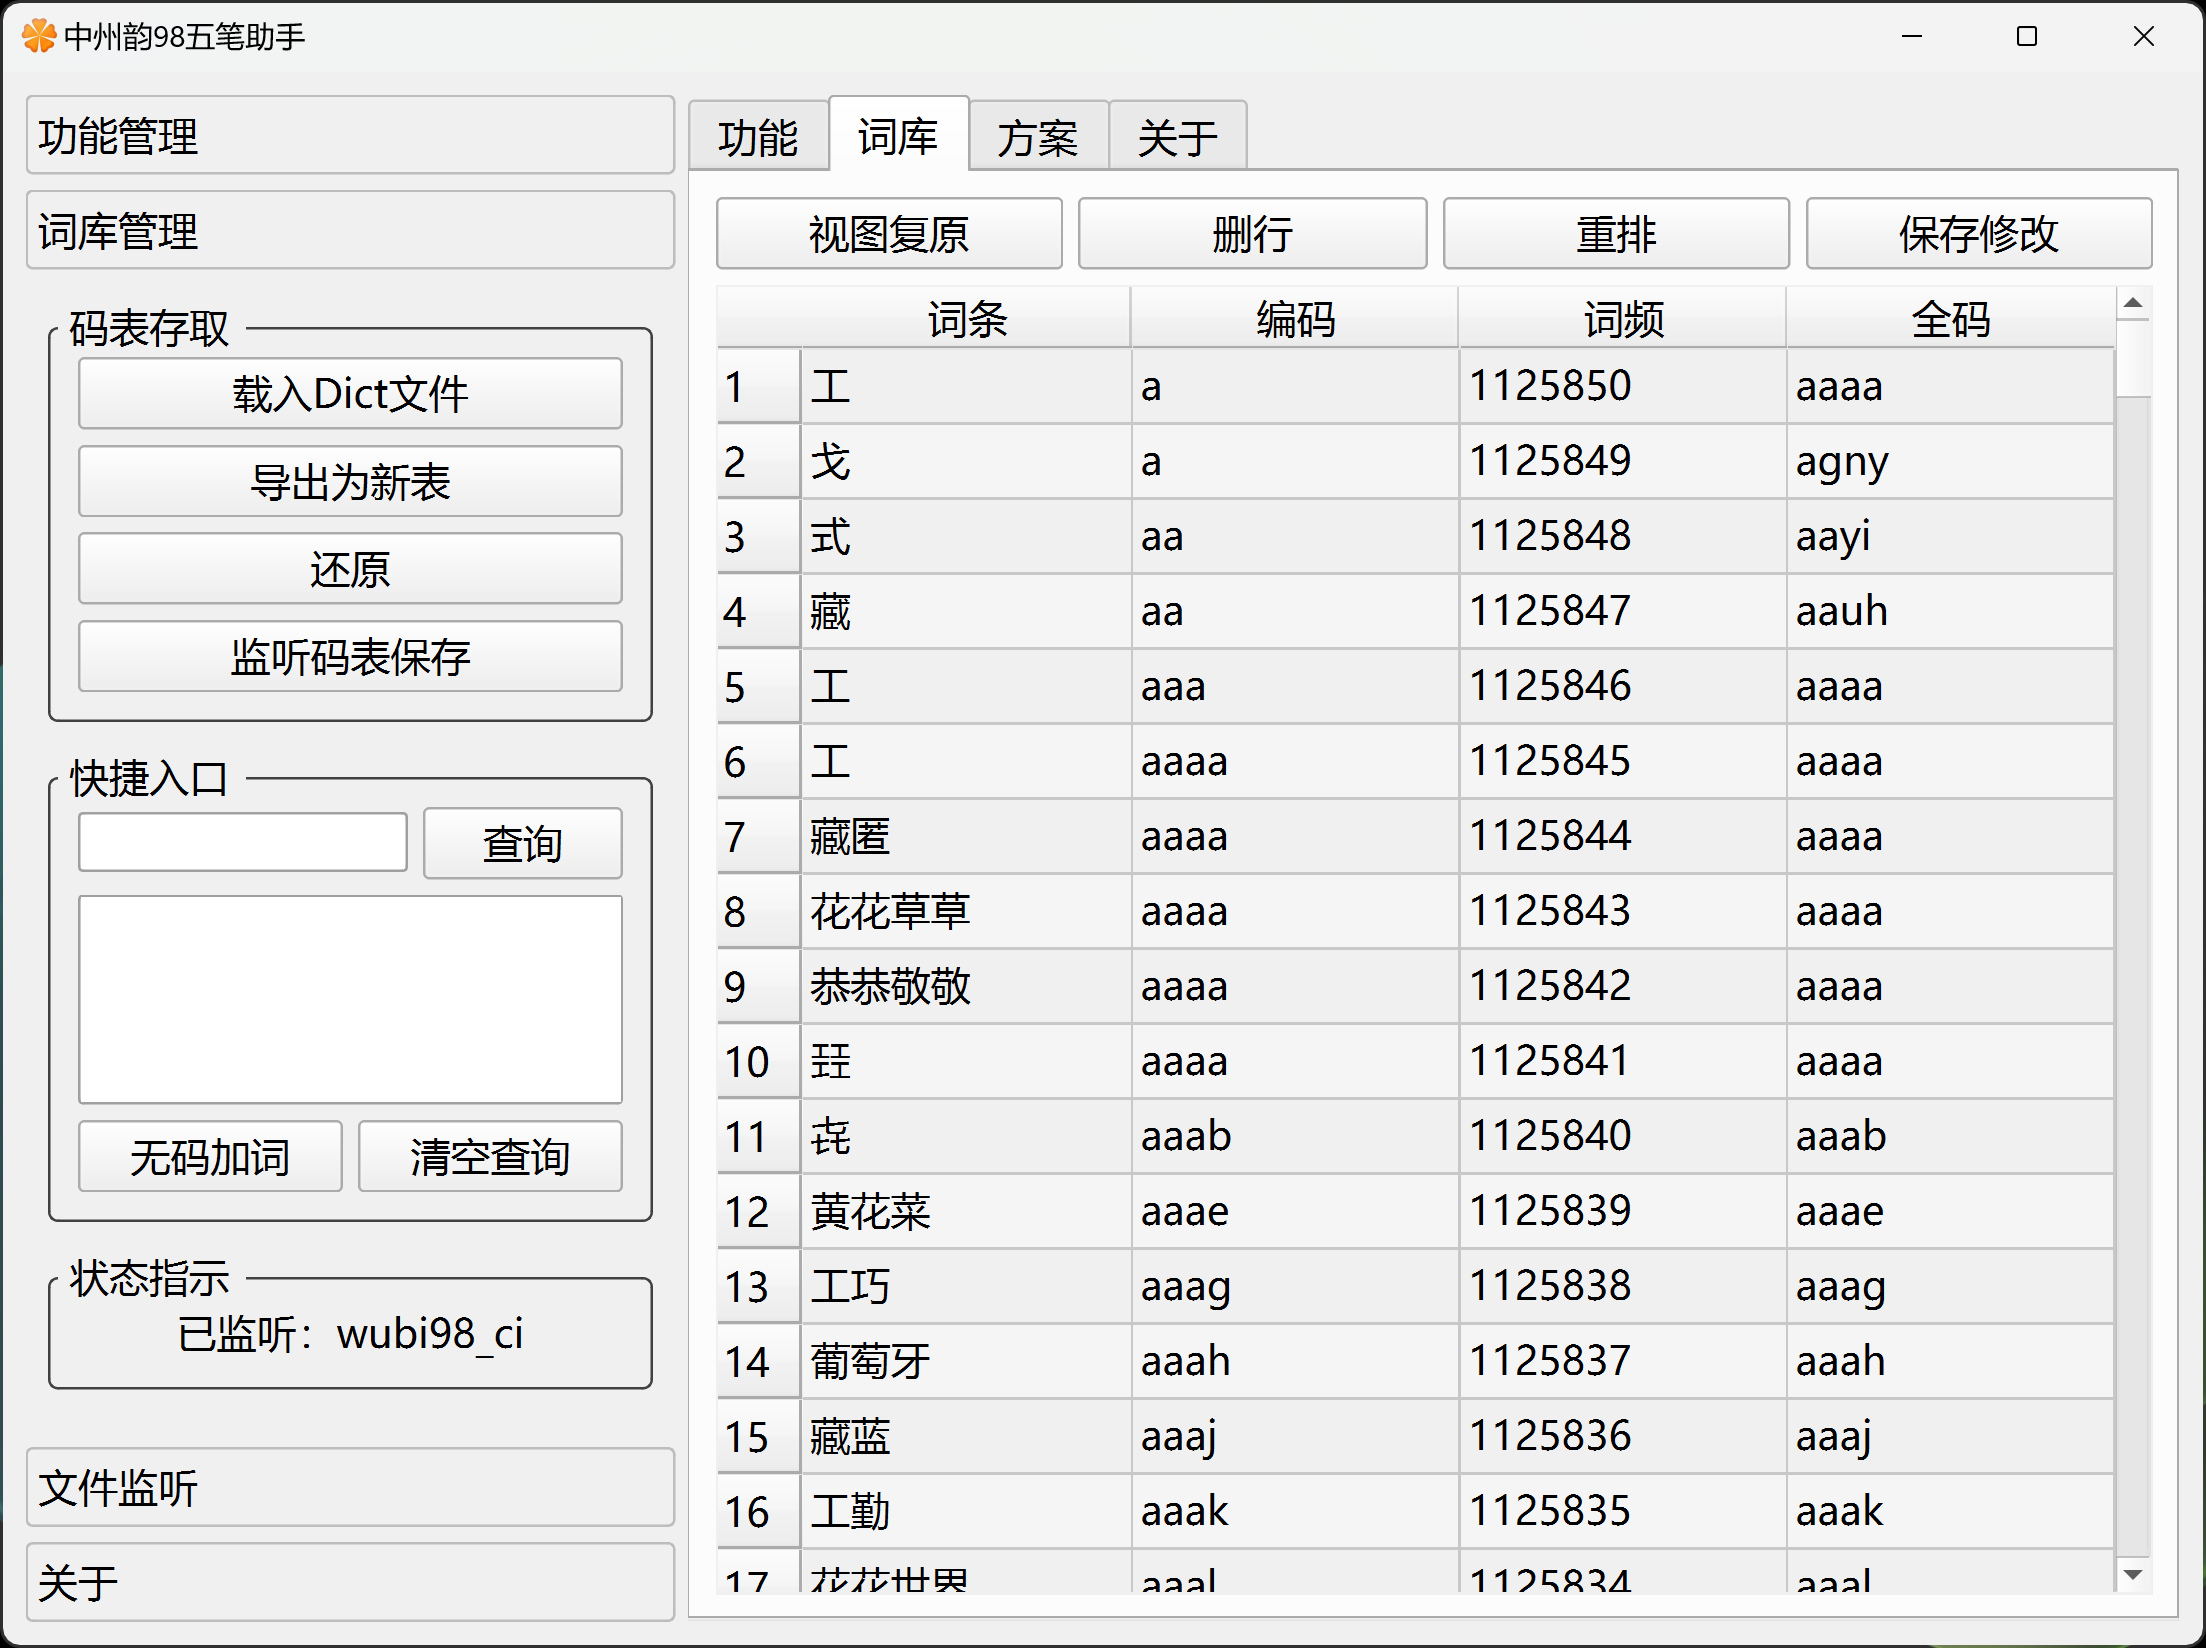 中州韵98五笔助手
功能管理
词库管理
码表存取
载入Dict文件
导出为新表
还原
监听码表保存
快捷入口
查询
无码加词 清空查询
状态指示
已监听：wubi98_ci
文件监听
关于
功能 词库 方案 关于
视图复原 删行 重排 保存修改
词条 编码 词频 全码
1 工 a 1125850 aaaa
2 戈 a 1125849 agny
3 式 aa 1125848 aayi
4 藏 aa 1125847 aauh
5 工 aaa 1125846 aaaa
6 工 aaaa 1125845 aaaa
7 藏匿 aaaa 1125844 aaaa
8 花花草草 aaaa 1125843 aaaa
9 恭恭敬敬 aaaa 1125842 aaaa
10 㠭 aaaa 1125841 aaaa
11 aaab 1125840 aaab
12 黄花菜 aaae 1125839 aaae
13 工巧 aaag 1125838 aaag
14 葡萄牙 aaah 1125837 aaah
15 藏蓝 aaaj 1125836 aaaj
16 工勤 aaak 1125835 aaak
17 花花世界 aaal 1125834 aaal